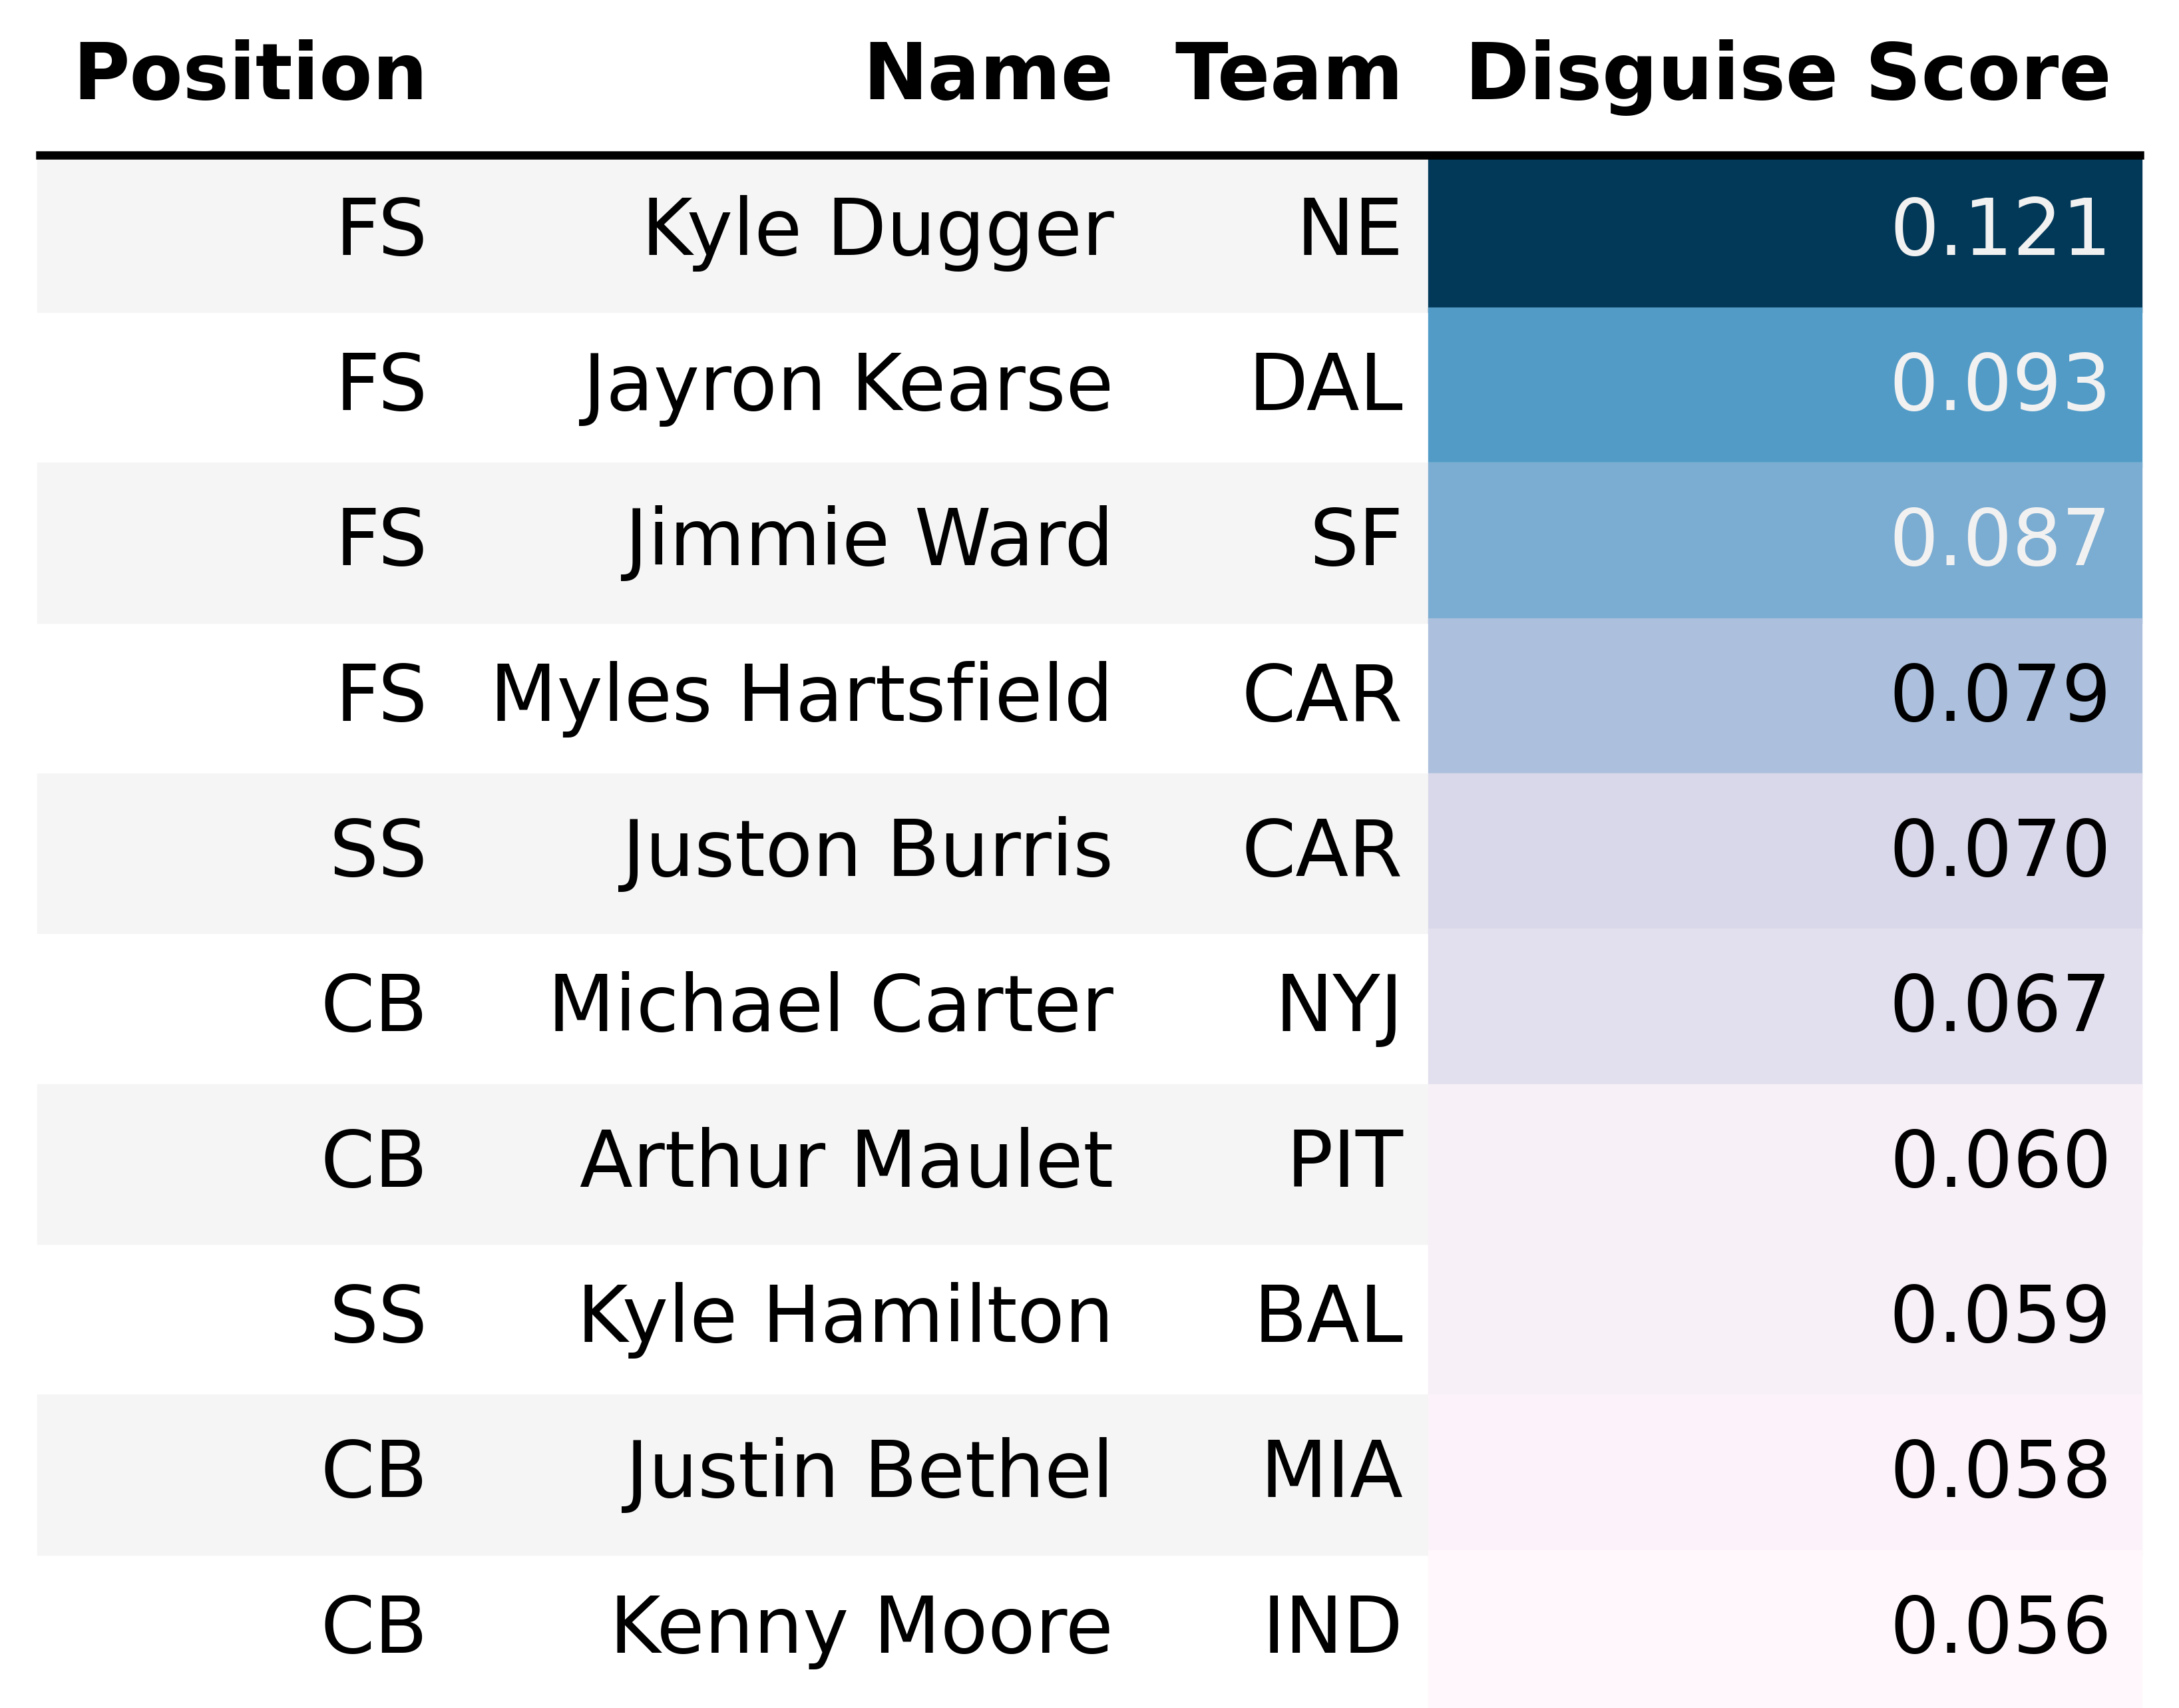 Position Name Team Disguise Score
FS Kyle Dugger NE 0.121
FS Jayron Kearse DAL 0.093
FS Jimmie Ward SF 0.087
FS Myles Hartsfield CAR 0.079
SS Juston Burris CAR 0.070
CB Michael Carter NYJ 0.067
CB Arthur Maulet PIT 0.060
SS Kyle Hamilton BAL 0.059
CB Justin Bethel MIA 0.058
CB Kenny Moore IND 0.056